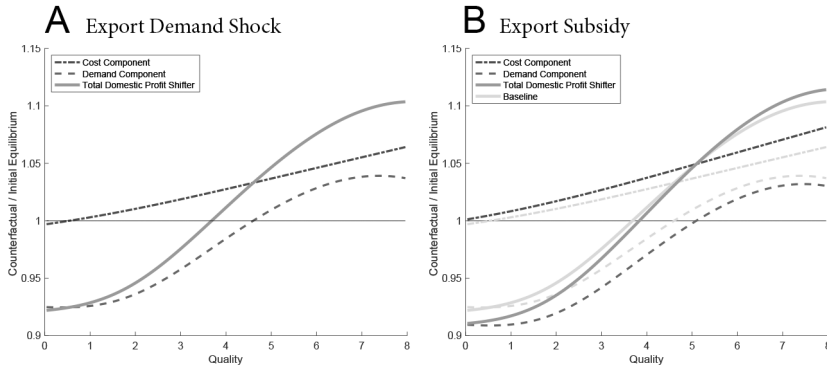 A Export Demand Shock
1.15
1.1
1.05
1
0.95
0.9
Counterfactual / Initial Equilibrium
Cost Component
Demand Component
Total Domestic Profit Shifter
0 1 2 3 4 5 6 7 8
Quality
B Export Subsidy
1.15
1.1
1.05
1
0.95
0.9
Counterfactual / Initial Equilibrium
Cost Component
Demand Component
Total Domestic Profit Shifter
Baseline
0 1 2 3 4 5 6 7 8
Quality